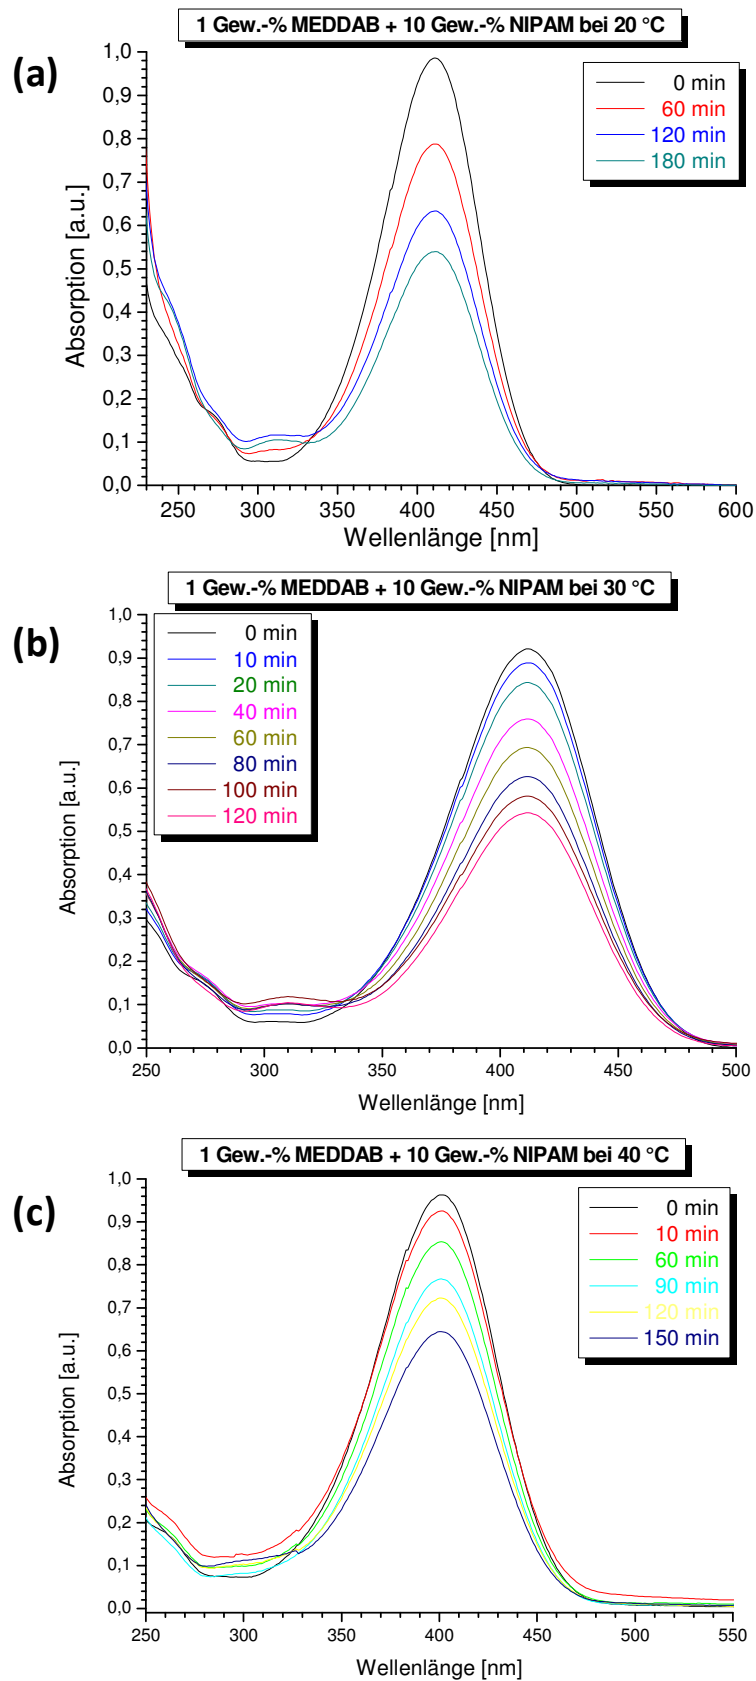 1 Gew.-% MEDDAB + 10 Gew.-% NIPAM bei 20 °C
(a)
0 min
60 min
120 min
180 min
Absorption [a.u.]
1,0
0,9
0,8
0,7
0,6
0,5
0,4
0,3
0,2
0,1
0,0
250 300 350 400 450 500 550 600
Wellenlänge [nm]
1 Gew.-% MEDDAB + 10 Gew.-% NIPAM bei 30 °C
(b)
0 min
10 min
20 min
40 min
60 min
80 min
100 min
120 min
Absorption [a.u.]
1,0
0,9
0,8
0,7
0,6
0,5
0,4
0,3
0,2
0,1
0,0
250 300 350 400 450 500
Wellenlänge [nm]
1 Gew.-% MEDDAB + 10 Gew.-% NIPAM bei 40 °C
(c)
0 min
10 min
60 min
90 min
120 min
150 min
Absorption [a.u.]
1,0
0,9
0,8
0,7
0,6
0,5
0,4
0,3
0,2
0,1
0,0
250 300 350 400 450 500 550
Wellenlänge [nm]